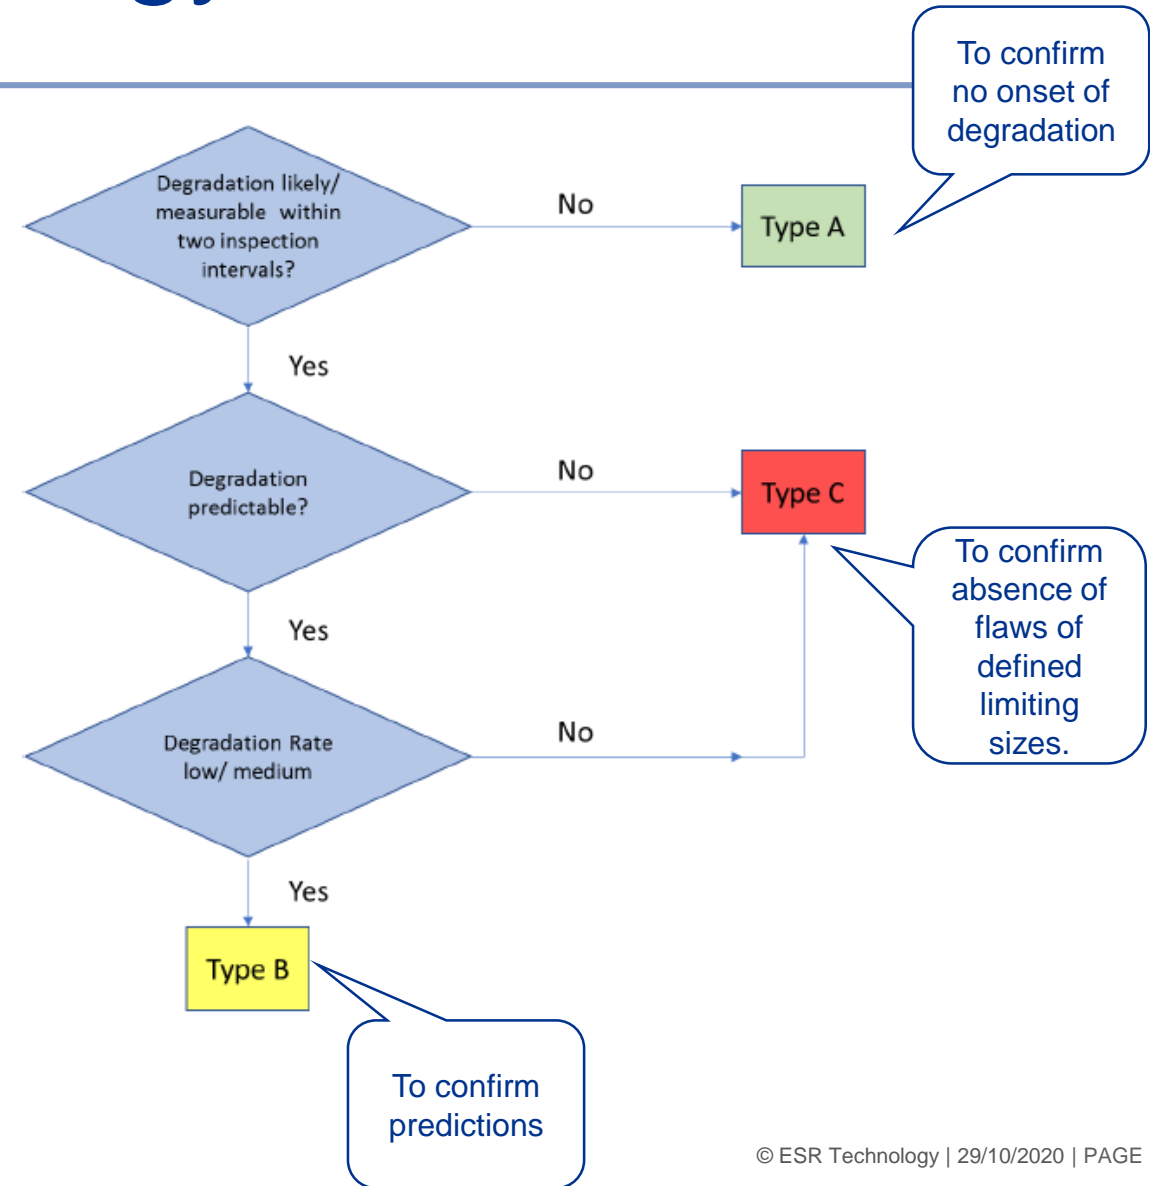 To confirm
no onset of
degradation
Degradation likely/
measurable within
two inspection
intervals?
No
Type A
Yes
Degradation
predictable?
No
Type C
To confirm
absence of
flaws of
defined
limiting
sizes.
Yes
Degradation Rate
low/ medium
No
Yes
Type B
To confirm
predictions
© ESR Technology | 29/10/2020 | PAGE